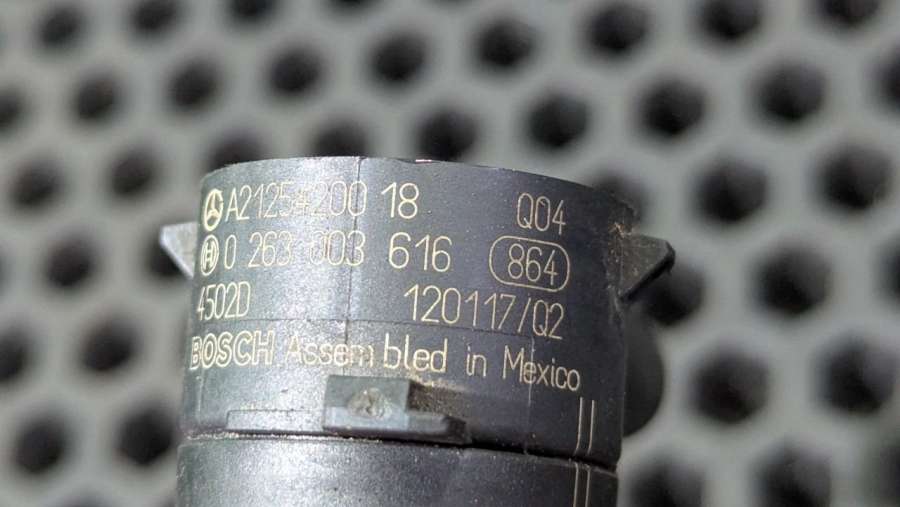 A2125420018 Q04
0 263 003 616 864
4502D 120117/Q2
BOSCH Assembled in Mexico